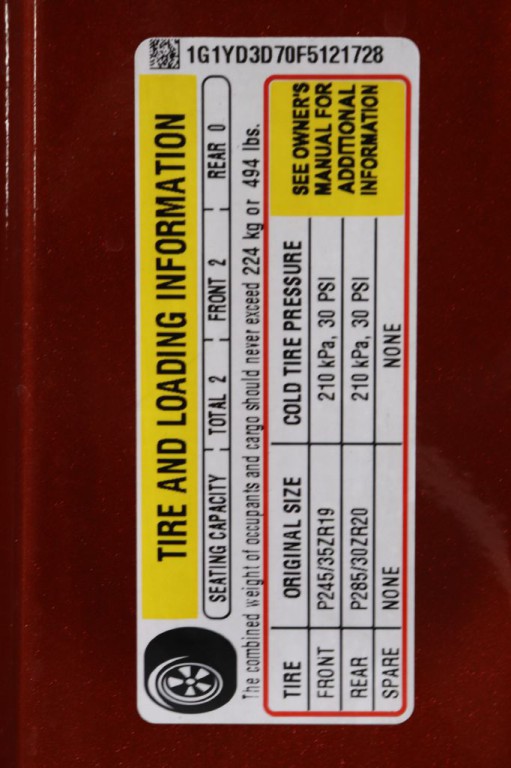 1G1YD3D70F5121728
TIRE AND LOADING INFORMATION
SEATING CAPACITY TOTAL 2 FRONT 2 REAR 0
The combined weight of occupants and cargo should never exceed 224 kg or 494 lbs.
TIRE ORIGINAL SIZE COLD TIRE PRESSURE
FRONT P245/35ZR19 210 kPa, 30 PSI
REAR P285/30ZR20 210 kPa, 30 PSI
SPARE NONE NONE
SEE OWNER'S
MANUAL FOR
ADDITIONAL
INFORMATION